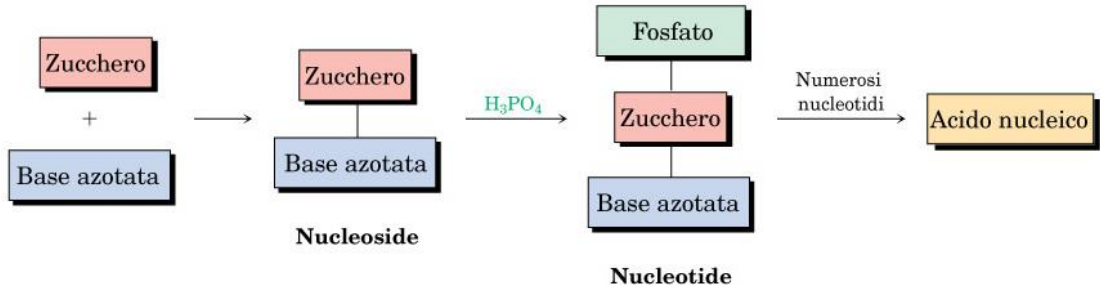 Zucchero
+
Base azotata
Zucchero
Base azotata
Nucleoside
H₃PO₄
Fosfato
Zucchero
Base azotata
Nucleotide
Numerosi
nucleotidi
Acido nucleico